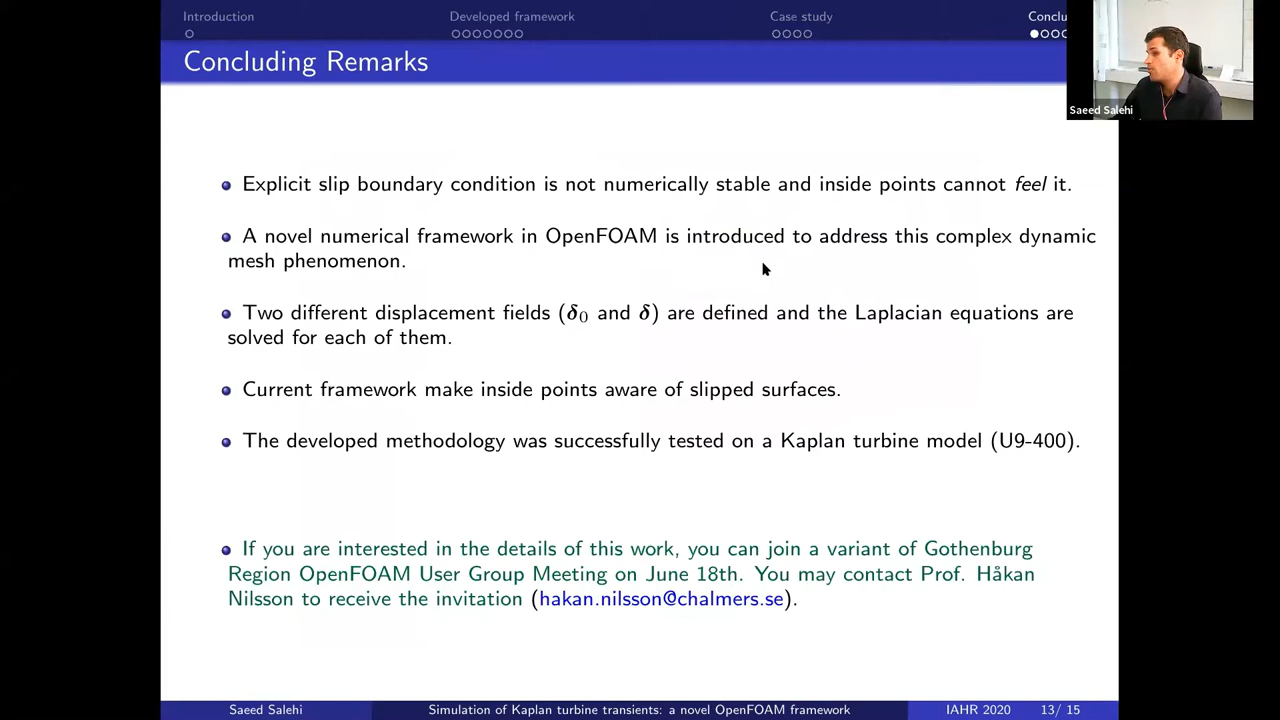 Introduction
Developed framework
Case study
Conclu
Concluding Remarks
Saeed Salehi
Explicit slip boundary condition is not numerically stable and inside points cannot feel it.
A novel numerical framework in OpenFOAM is introduced to address this complex dynamic
mesh phenomenon.
Two different displacement fields (δ₀ and δ) are defined and the Laplacian equations are
solved for each of them.
Current framework make inside points aware of slipped surfaces.
The developed methodology was successfully tested on a Kaplan turbine model (U9-400).
If you are interested in the details of this work, you can join a variant of Gothenburg
Region OpenFOAM User Group Meeting on June 18th. You may contact Prof. Håkan
Nilsson to receive the invitation (hakan.nilsson@chalmers.se).
Saeed Salehi
Simulation of Kaplan turbine transients: a novel OpenFOAM framework
IAHR 2020
13/ 15